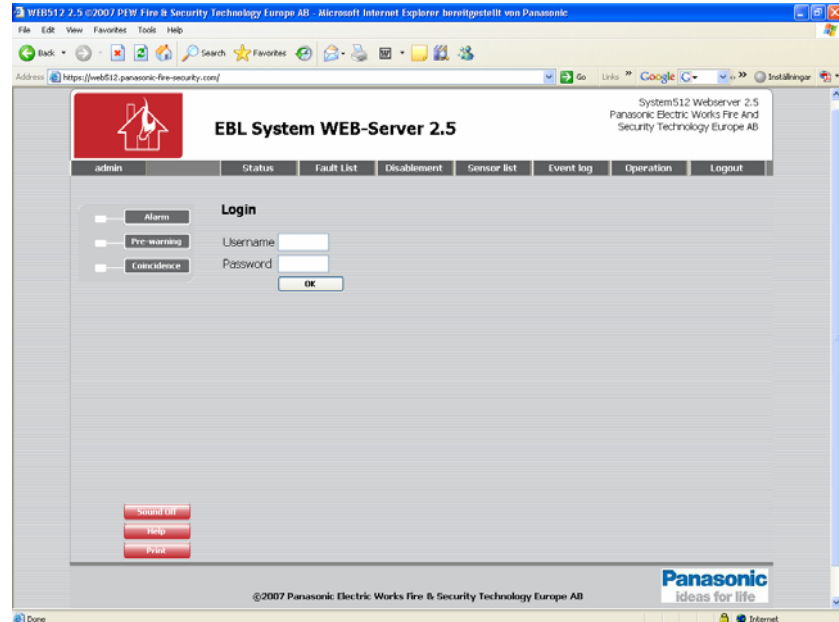 WEB512 2.5 ©2007 PEW Fire & Security Technology Europe AB - Microsoft Internet Explorer bereitgestellt von Panasonic
File Edit View Favorites Tools Help
Back Search Favorites
Address https://web512.panasonic-fire-security.com/ Go Links » Google G » Inställningar
EBL System WEB-Server 2.5
System512 Webserver 2.5
Panasonic Electric Works Fire And
Security Technology Europe AB
admin Status Fault List Disablement Sensor list Event log Operation Logout
Login
Alarm
Pre-warning
Coincidence
Username
Password
OK
Sound Off
Help
Print
©2007 Panasonic Electric Works Fire & Security Technology Europe AB
Panasonic
ideas for life
Done Internet